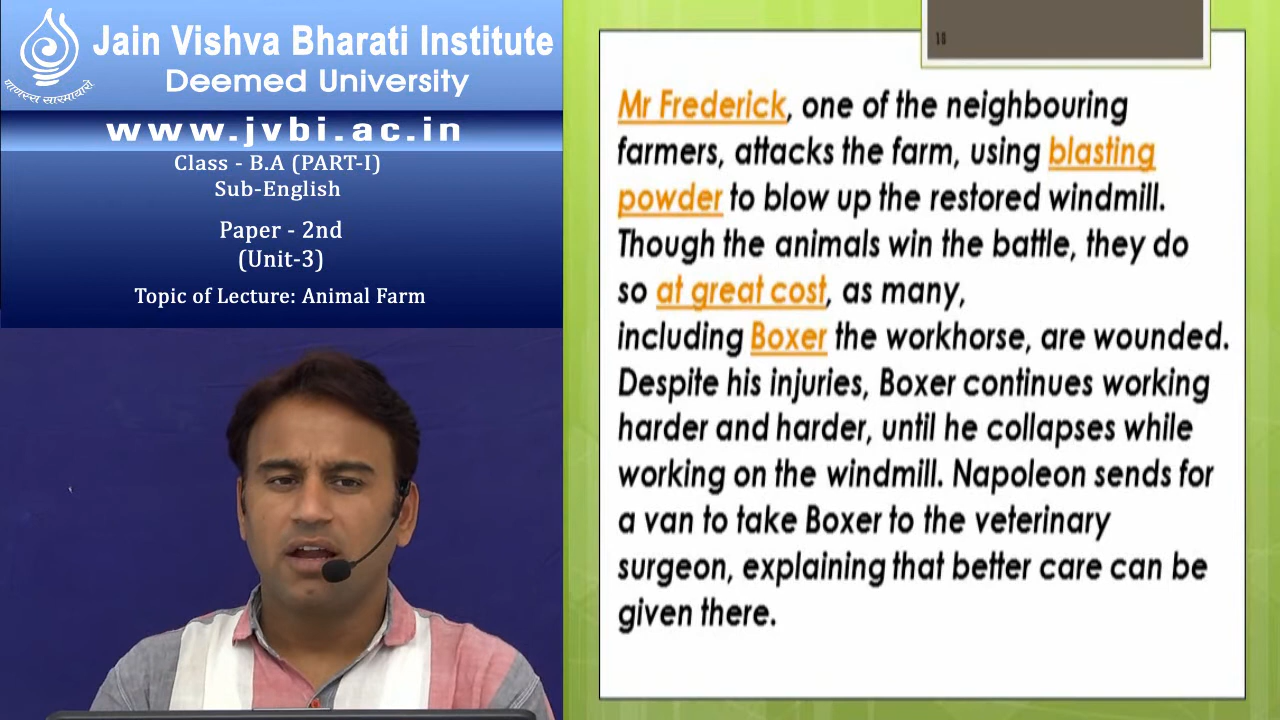 Jain Vishva Bharati Institute
Deemed University
णाणस्स सारमायारो
www.jvbi.ac.in
Class - B.A (PART-I)
Sub-English
Paper - 2nd
(Unit-3)
Topic of Lecture: Animal Farm
18
Mr Frederick, one of the neighbouring
farmers, attacks the farm, using blasting
powder to blow up the restored windmill.
Though the animals win the battle, they do
so at great cost, as many,
including Boxer the workhorse, are wounded.
Despite his injuries, Boxer continues working
harder and harder, until he collapses while
working on the windmill. Napoleon sends for
a van to take Boxer to the veterinary
surgeon, explaining that better care can be
given there.